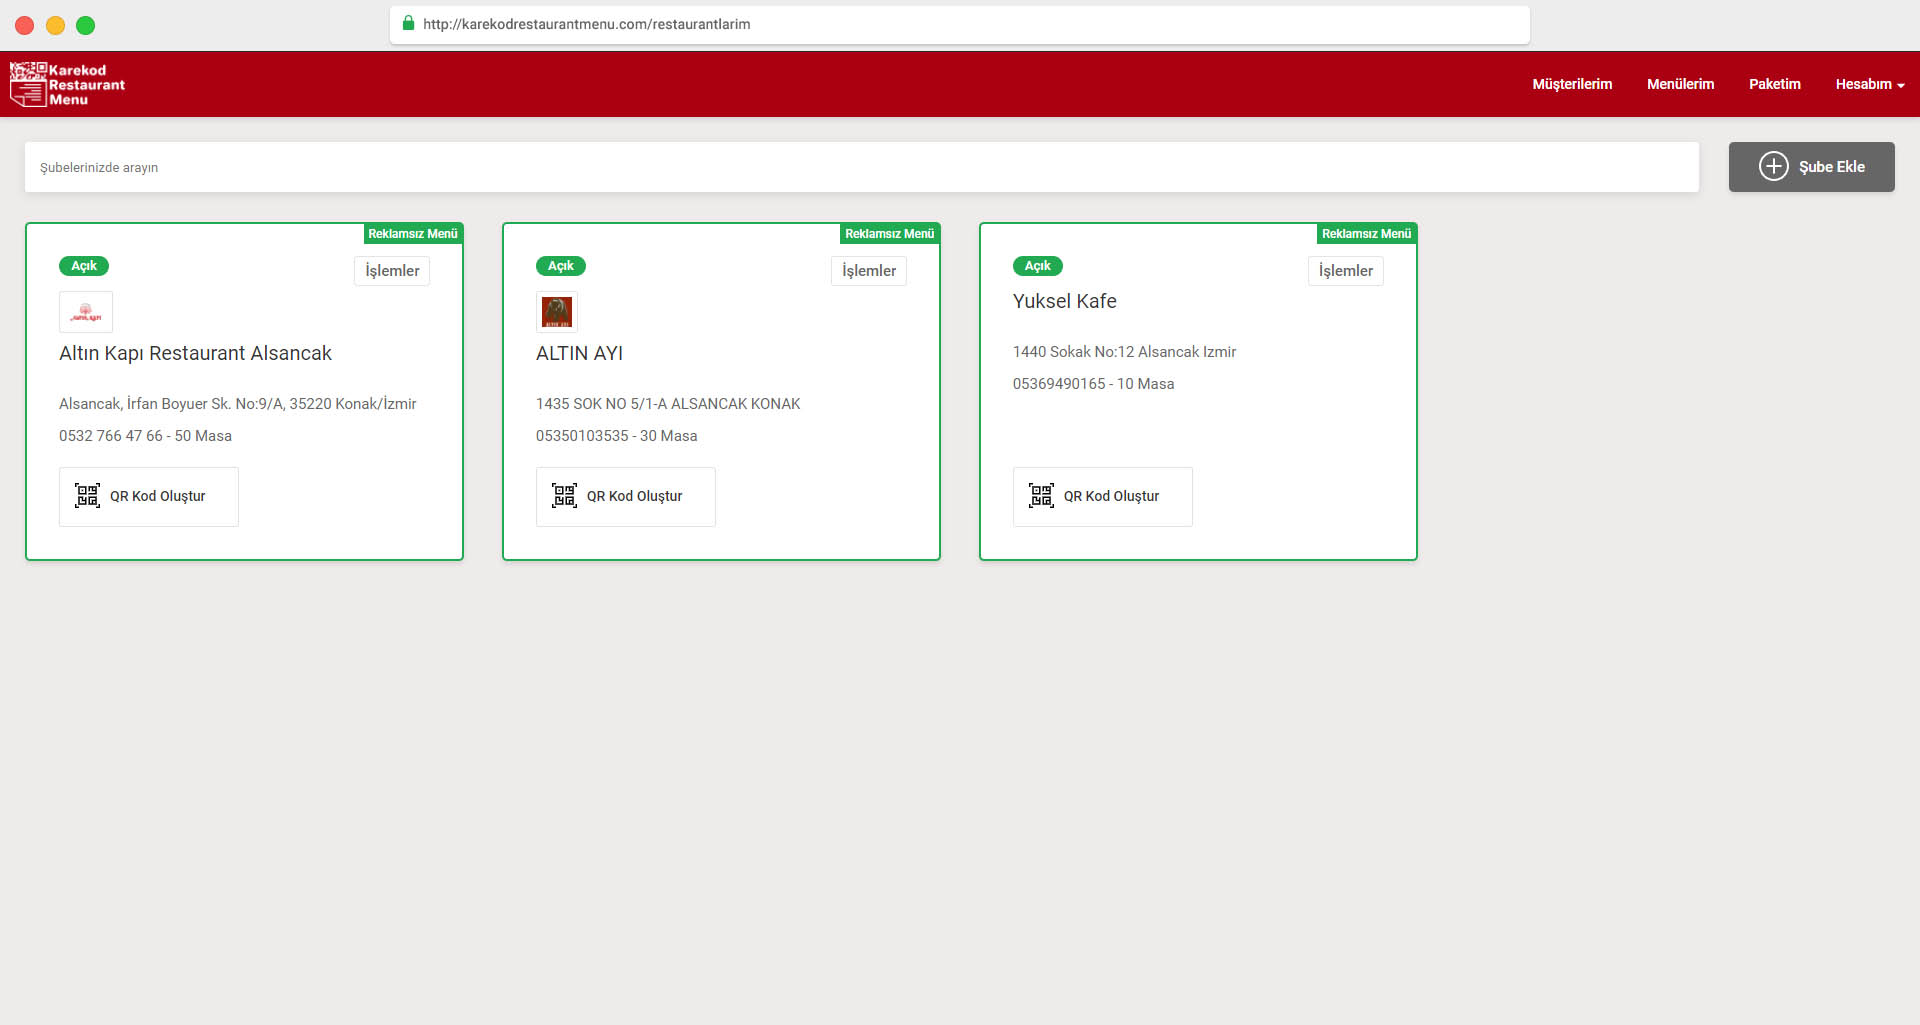 http://karekodrestaurantmenu.com/restaurantlarim
Karekod
Restaurant
Menu
Müşterilerim
Menülerim
Paketim
Hesabım
Şubelerinizde arayın
Şube Ekle
Reklamsız Menü
Açık
İşlemler
Altın Kapı Restaurant Alsancak
Alsancak, İrfan Boyuer Sk. No:9/A, 35220 Konak/İzmir
0532 766 47 66 - 50 Masa
QR Kod Oluştur
Reklamsız Menü
Açık
İşlemler
ALTIN AYI
ALTIN AYI
1435 SOK NO 5/1-A ALSANCAK KONAK
05350103535 - 30 Masa
QR Kod Oluştur
Reklamsız Menü
Açık
İşlemler
Yuksel Kafe
1440 Sokak No:12 Alsancak Izmir
05369490165 - 10 Masa
QR Kod Oluştur